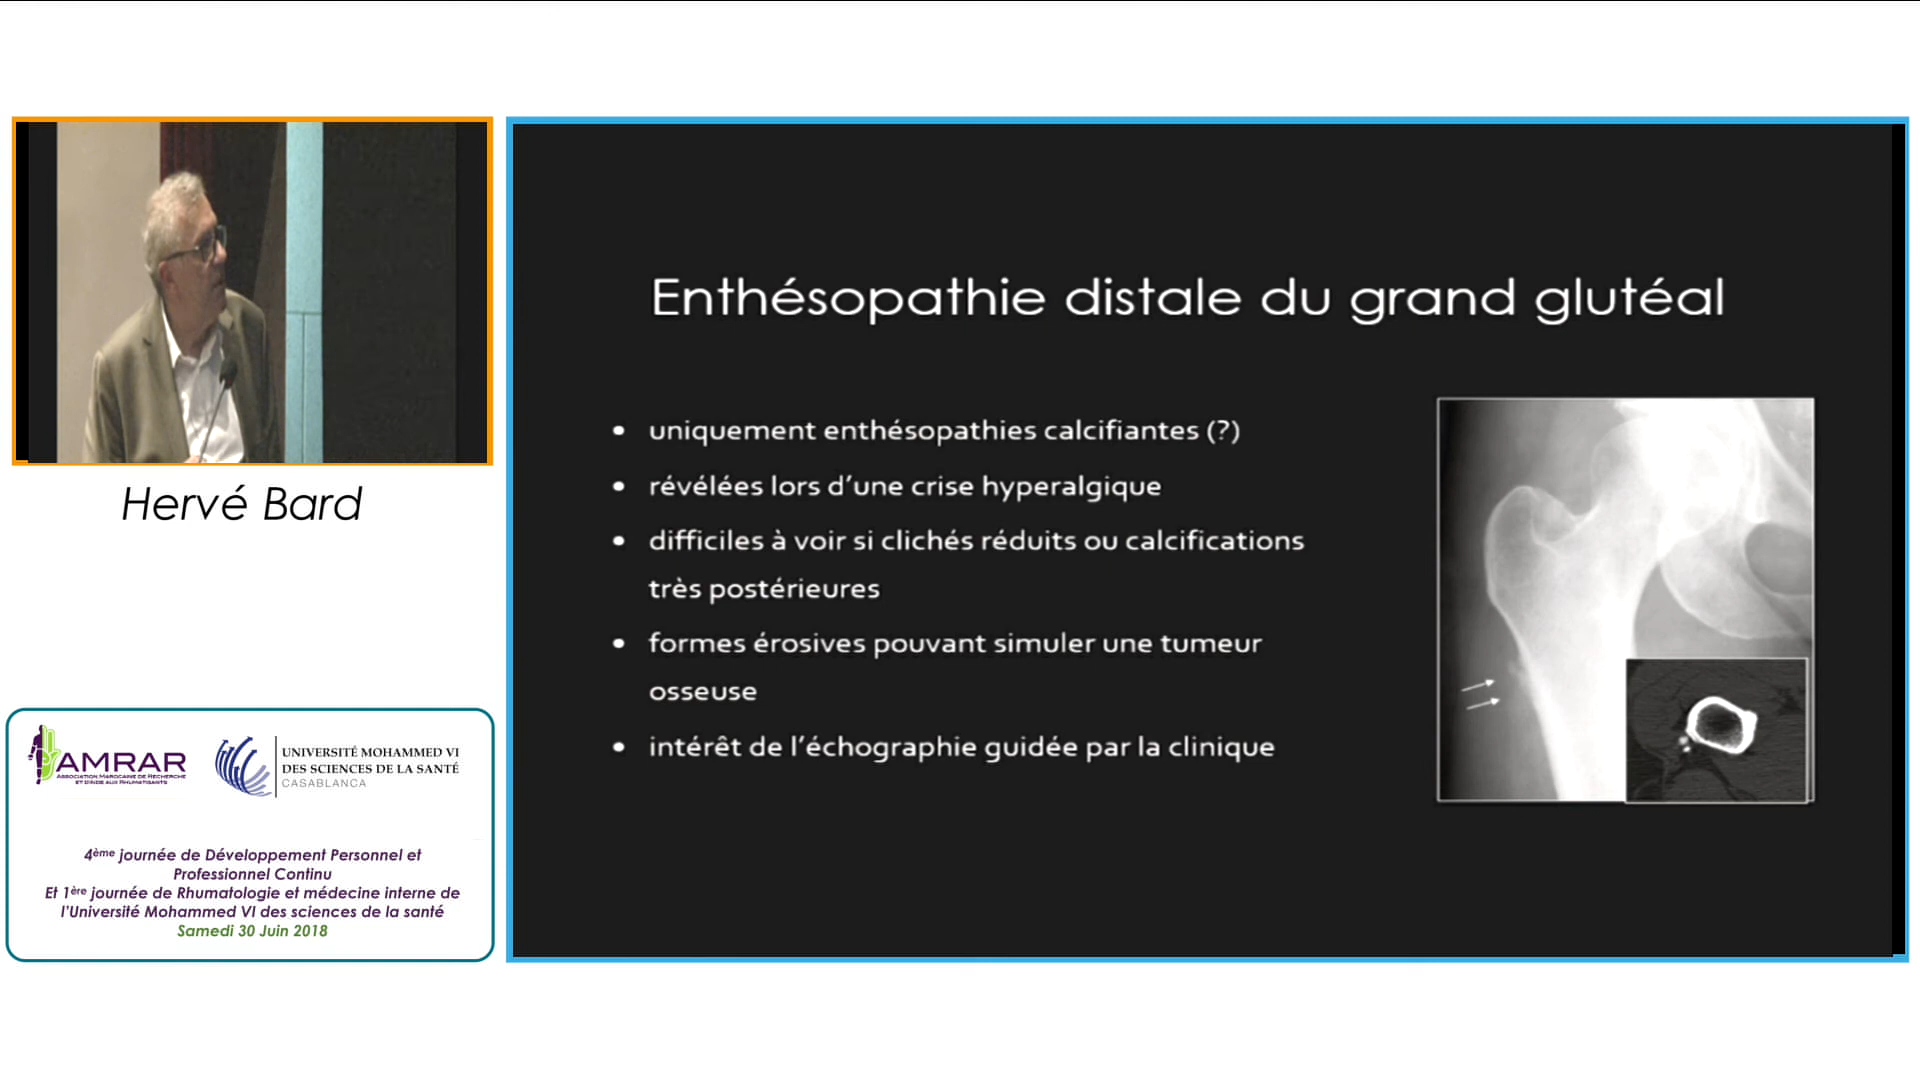 Enthésopathie distale du grand glutéal
• uniquement enthésopathies calcifiantes (?)
• révélées lors d’une crise hyperalgique
• difficiles à voir si clichés réduits ou calcifications
très postérieures
• formes érosives pouvant simuler une tumeur
osseuse
• intérêt de l’échographie guidée par la clinique
Hervé Bard
AMRAR
ASSOCIATION MAROCAINE DE RECHERCHE
ET D'AIDE AUX RHUMATISANTS
UNIVERSITÉ MOHAMMED VI
DES SCIENCES DE LA SANTÉ
CASABLANCA
4ème journée de Développement Personnel et
Professionnel Continu
Et 1ère journée de Rhumatologie et médecine interne de
l’Université Mohammed VI des sciences de la santé
Samedi 30 Juin 2018